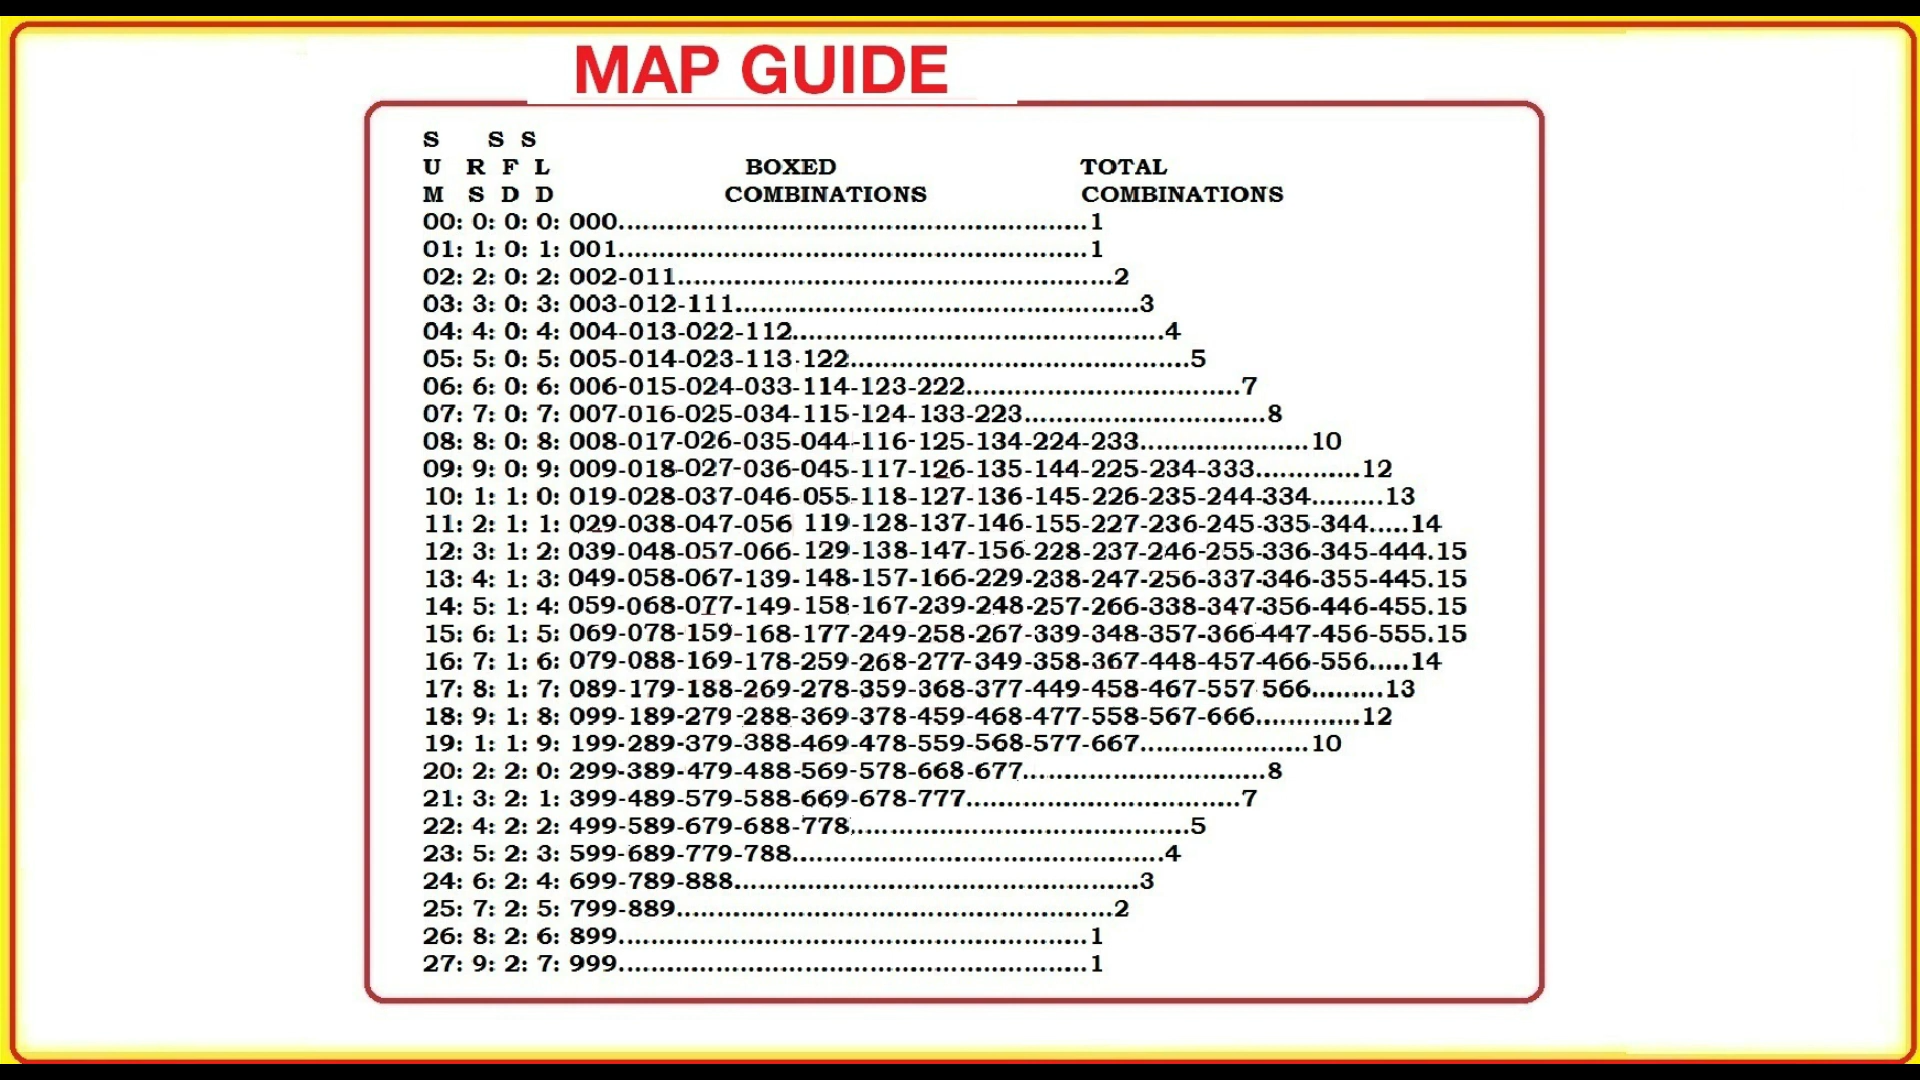 MAP GUIDE
S S S
U R F L BOXED TOTAL
M S D D COMBINATIONS COMBINATIONS
00: 0: 0: 0: 000..........................................................1
01: 1: 0: 1: 001..........................................................1
02: 2: 0: 2: 002-011......................................................2
03: 3: 0: 3: 003-012-111..................................................3
04: 4: 0: 4: 004-013-022-112..............................................4
05: 5: 0: 5: 005-014-023-113-122..........................................5
06: 6: 0: 6: 006-015-024-033-114-123-222..................................7
07: 7: 0: 7: 007-016-025-034-115-124-133-223..............................8
08: 8: 0: 8: 008-017-026-035-044-116-125-134-224-233.....................10
09: 9: 0: 9: 009-018-027-036-045-117-126-135-144-225-234-333.............12
10: 1: 1: 0: 019-028-037-046-055-118-127-136-145-226-235-244-334.........13
11: 2: 1: 1: 029-038-047-056 119-128-137-146-155-227-236-245-335-344.....14
12: 3: 1: 2: 039-048-057-066-129-138-147-156-228-237-246-255-336-345-444.15
13: 4: 1: 3: 049-058-067-139-148-157-166-229-238-247-256-337-346-355-445.15
14: 5: 1: 4: 059-068-077-149-158-167-239-248-257-266-338-347-356-446-455.15
15: 6: 1: 5: 069-078-159-168-177-249-258-267-339-348-357-366-447-456-555.15
16: 7: 1: 6: 079-088-169-178-259-268-277-349-358-367-448-457-466-556.....14
17: 8: 1: 7: 089-179-188-269-278-359-368-377-449-458-467-557-566.........13
18: 9: 1: 8: 099-189-279-288-369-378-459-468-477-558-567-666.............12
19: 1: 1: 9: 199-289-379-388-469-478-559-568-577-667.....................10
20: 2: 2: 0: 299-389-479-488-569-578-668-677..............................8
21: 3: 2: 1: 399-489-579-588-669-678-777..................................7
22: 4: 2: 2: 499-589-679-688-778..........................................5
23: 5: 2: 3: 599-689-779-788..............................................4
24: 6: 2: 4: 699-789-888..................................................3
25: 7: 2: 5: 799-889......................................................2
26: 8: 2: 6: 899..........................................................1
27: 9: 2: 7: 999..........................................................1